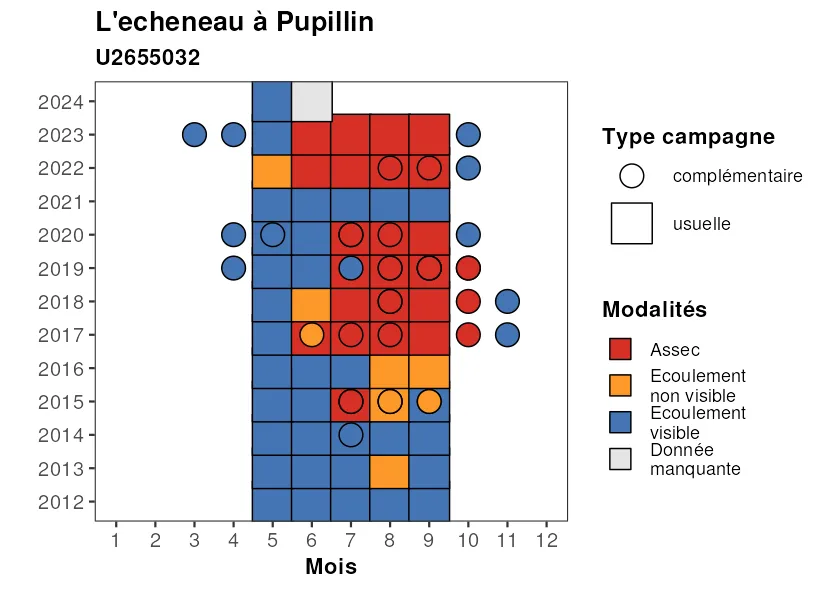 L'echeneau à Pupillin
U2655032
2024
2023
2022
2021
2020
2019
2018
2017
2016
2015
2014
2013
2012
1 2 3 4 5 6 7 8 9 10 11 12
Mois
Type campagne
complémentaire
usuelle
Modalités
Assec
Ecoulement
non visible
Ecoulement
visible
Donnée
manquante